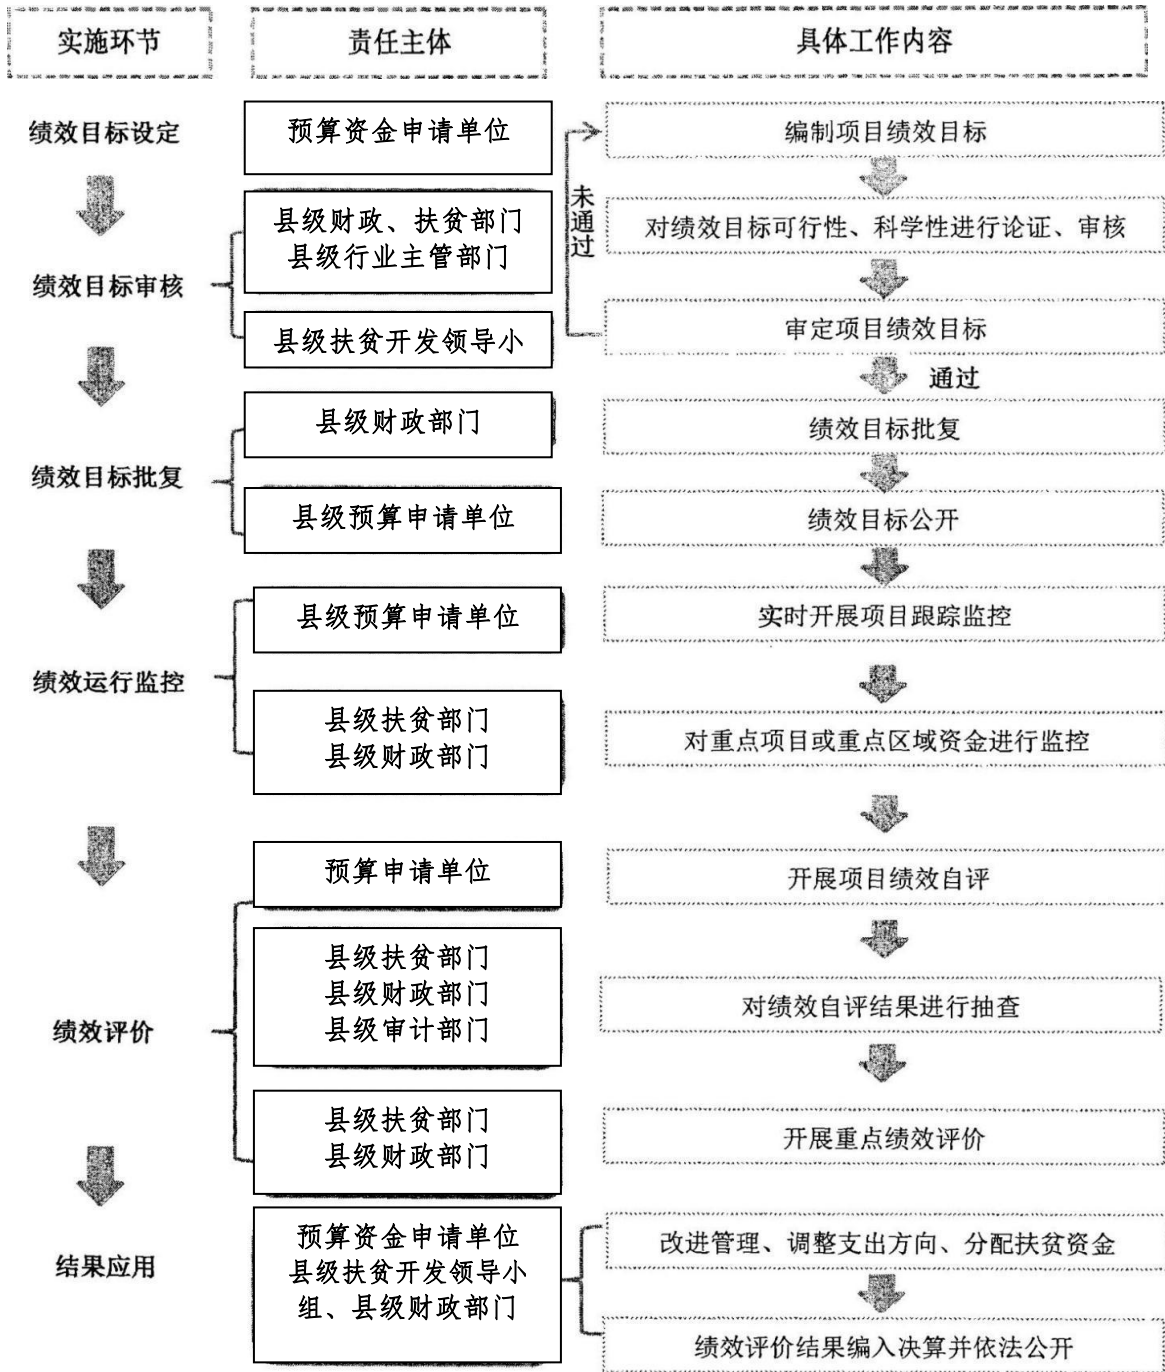 实施环节
责任主体
具体工作内容
绩效目标设定
预算资金申请单位
编制项目绩效目标
未通过
县级财政、扶贫部门
县级行业主管部门
对绩效目标可行性、科学性进行论证、审核
绩效目标审核
县级扶贫开发领导小
审定项目绩效目标
通过
县级财政部门
绩效目标批复
绩效目标批复
县级预算申请单位
绩效目标公开
县级预算申请单位
实时开展项目跟踪监控
绩效运行监控
县级扶贫部门
县级财政部门
对重点项目或重点区域资金进行监控
预算申请单位
开展项目绩效自评
县级扶贫部门
县级财政部门
县级审计部门
对绩效自评结果进行抽查
绩效评价
县级扶贫部门
县级财政部门
开展重点绩效评价
结果应用
预算资金申请单位
县级扶贫开发领导小
组、县级财政部门
改进管理、调整支出方向、分配扶贫资金
绩效评价结果编入决算并依法公开